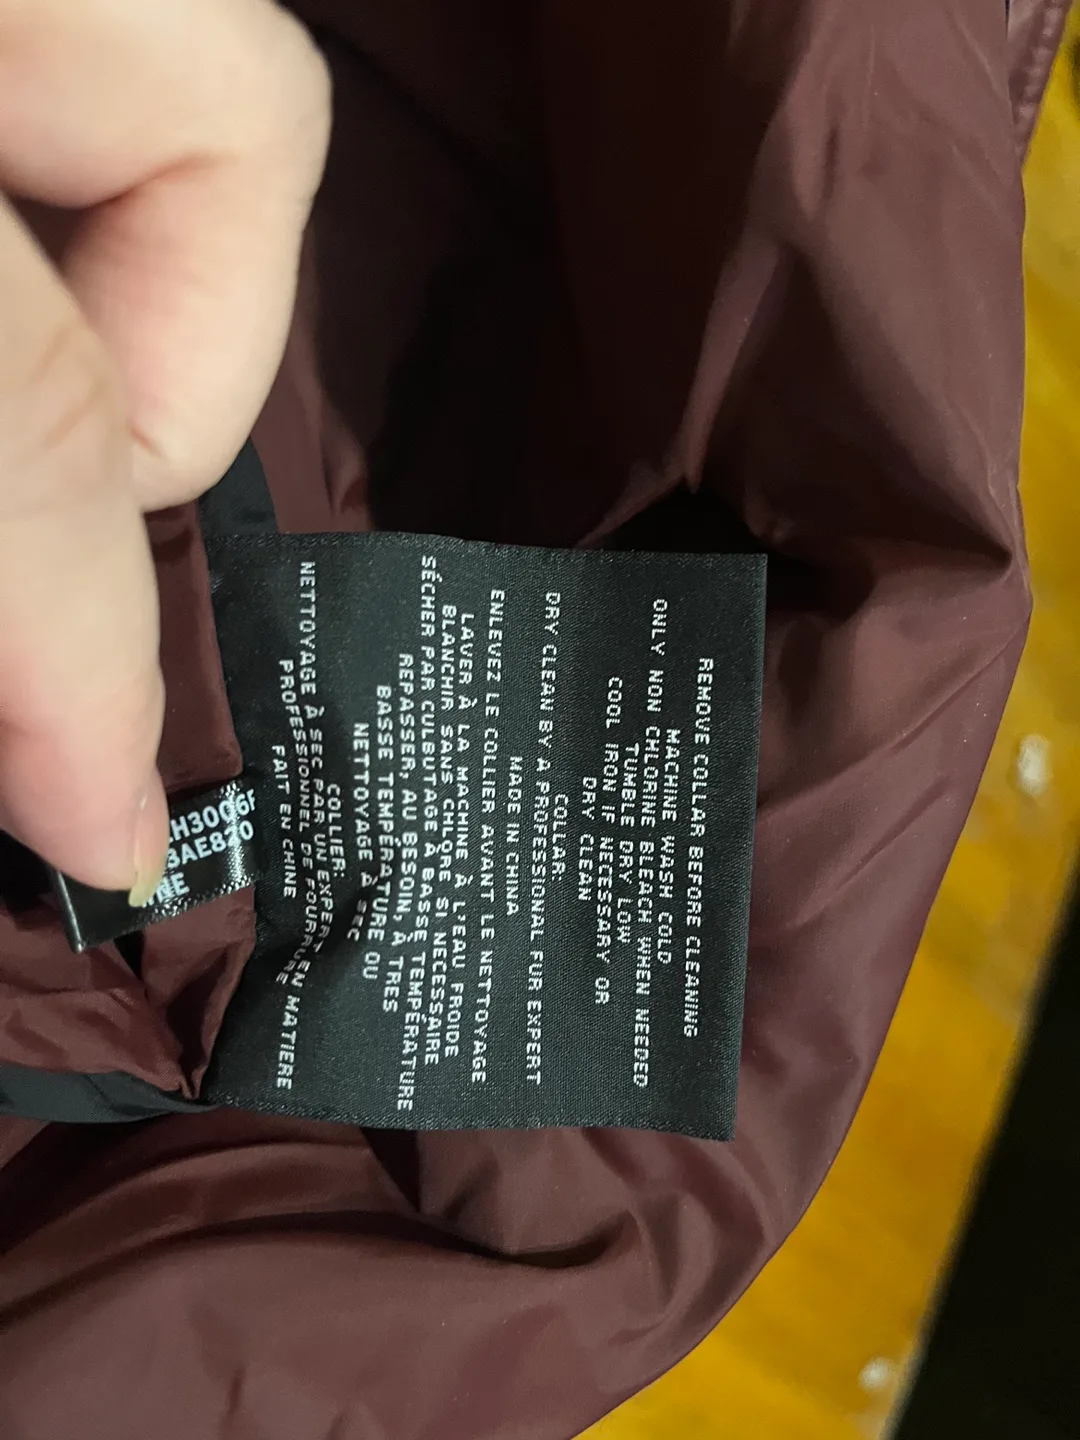 REMOVE COLLAR BEFORE CLEANING
MACHINE WASH COLD
ONLY NON CHLORINE BLEACH WHEN NEEDED
TUMBLE DRY LOW
COOL IRON IF NECESSARY OR
DRY CLEAN
COLLAR:
DRY CLEAN BY A PROFESSIONAL FUR EXPERT
MADE IN CHINA
ENLEVEZ LE COLLIER AVANT LE NETTOYAGE
LAVER À LA MACHINE À L'EAU FROIDE
BLANCHIR SANS CHLORE SI NECESSAIRE
SÉCHER PAR CULBUTAGE À BASSE TEMPÉRATURE
REPASSER, AU BESOIN, À TRES
BASSE TEMPÉRATURE OU
NETTOYAGE À SEC
COLLIER:
NETTOYAGE À SEC PAR UN EXPERT EN MATIERE
PROFESSIONNEL DE FOURRURE
FAIT EN CHINE